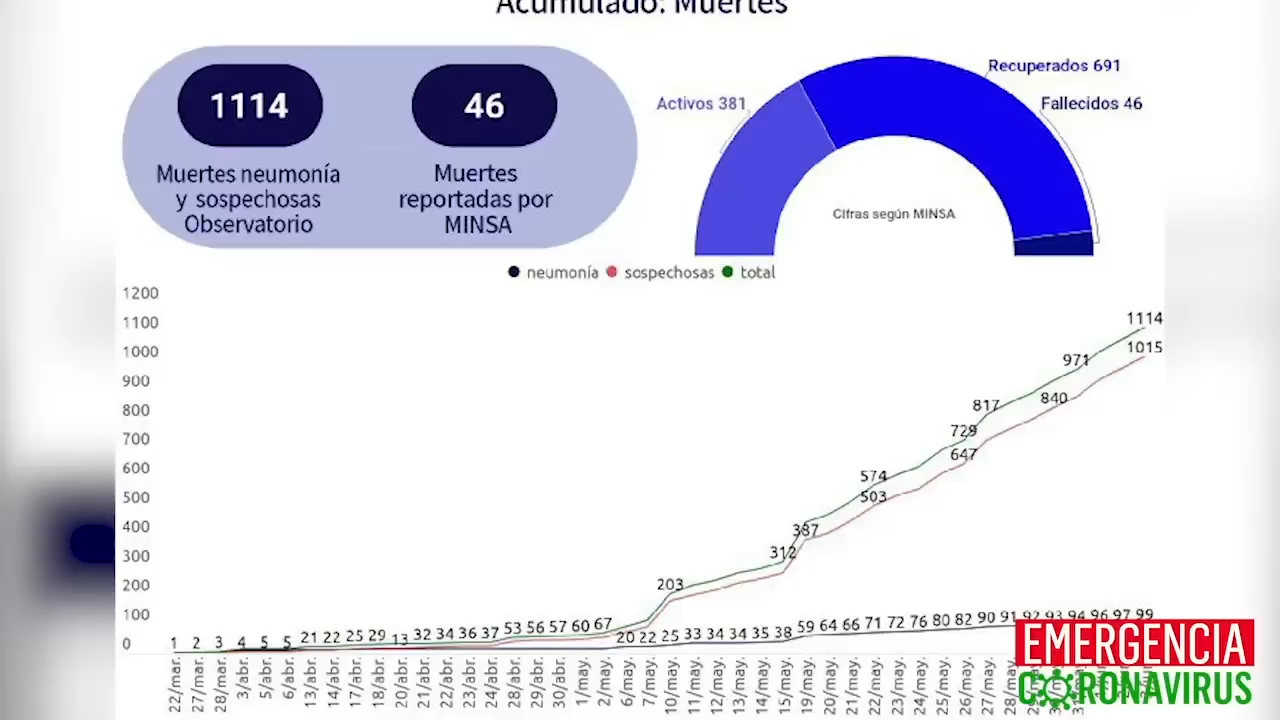 Acumulado: Muertes
1114
46
Muertes neumonía
y sospechosas
Observatorio
Muertes
reportadas por
MINSA
Activos 381
Recuperados 691
Fallecidos 46
Cifras según MINSA
neumonía sospechosas total
1200
1100
1000
900
800
700
600
500
400
300
200
100
0
1114
1015
971
840
817
729
647
574
503
387
312
203
1 2 3 4 5 5 21 22 25 29 13 32 34 36 37 53 56 57 60 67 20 22 25 33 34 34 35 38 59 64 66 71 72 76 80 82 90 91 92 93 94 96 97 99
22/mar. 27/mar. 28/mar. 3/abr. 5/abr. 6/abr. 13/abr. 14/abr. 17/abr. 18/abr. 20/abr. 21/abr. 22/abr. 23/abr. 24/abr. 28/abr. 29/abr. 30/abr. 1/may. 2/may. 6/may. 7/may. 10/may. 11/may. 12/may. 13/may. 14/may. 15/may. 19/may. 20/may. 21/may. 22/may. 23/may. 24/may. 25/may. 26/may. 27/may. 28/may.
EMERGENCIA
CORONAVIRUS